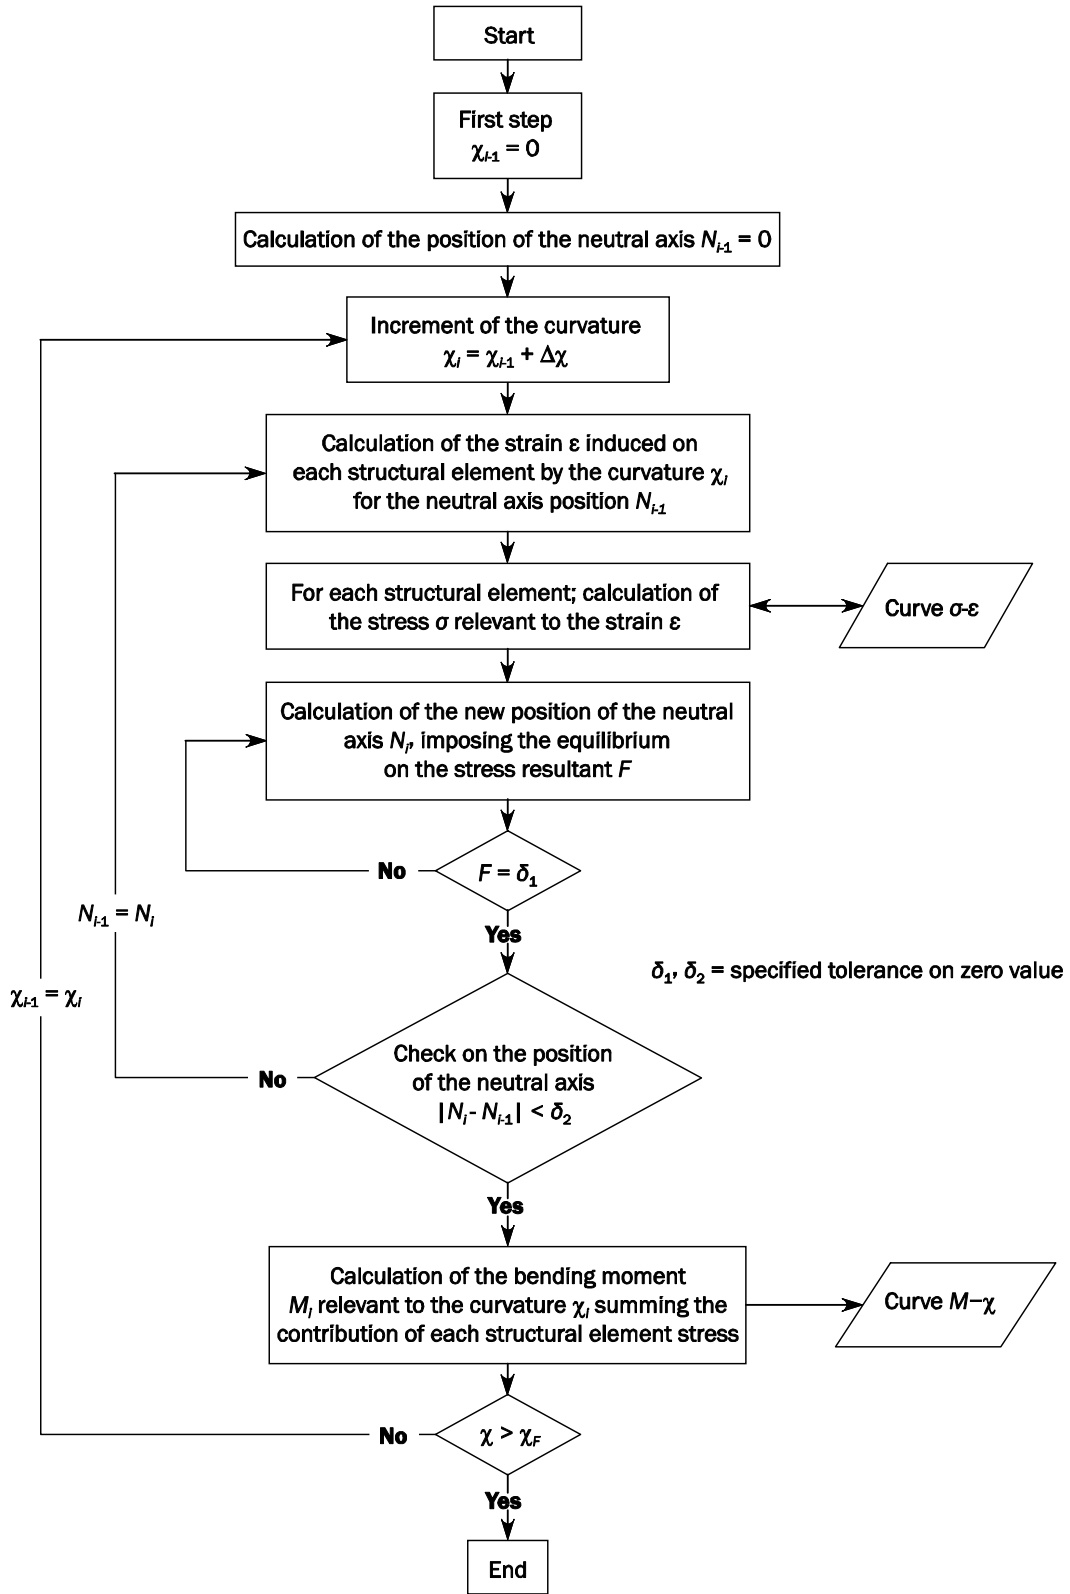 Start
First step
χi-1 = 0
Calculation of the position of the neutral axis Ni-1 = 0
Increment of the curvature
χi = χi-1 + Δχ
Calculation of the strain ε induced on
each structural element by the curvature χi
for the neutral axis position Ni-1
For each structural element; calculation of
the stress σ relevant to the strain ε
Curve σ-ε
Calculation of the new position of the neutral
axis Ni, imposing the equilibrium
on the stress resultant F
No
F = δ1
Ni-1 = Ni
Yes
δ1, δ2 = specified tolerance on zero value
χi-1 = χi
Check on the position
of the neutral axis
|Ni - Ni-1| < δ2
No
Yes
Calculation of the bending moment
Mi relevant to the curvature χi summing the
contribution of each structural element stress
Curve M–χ
No
χ > χF
Yes
End